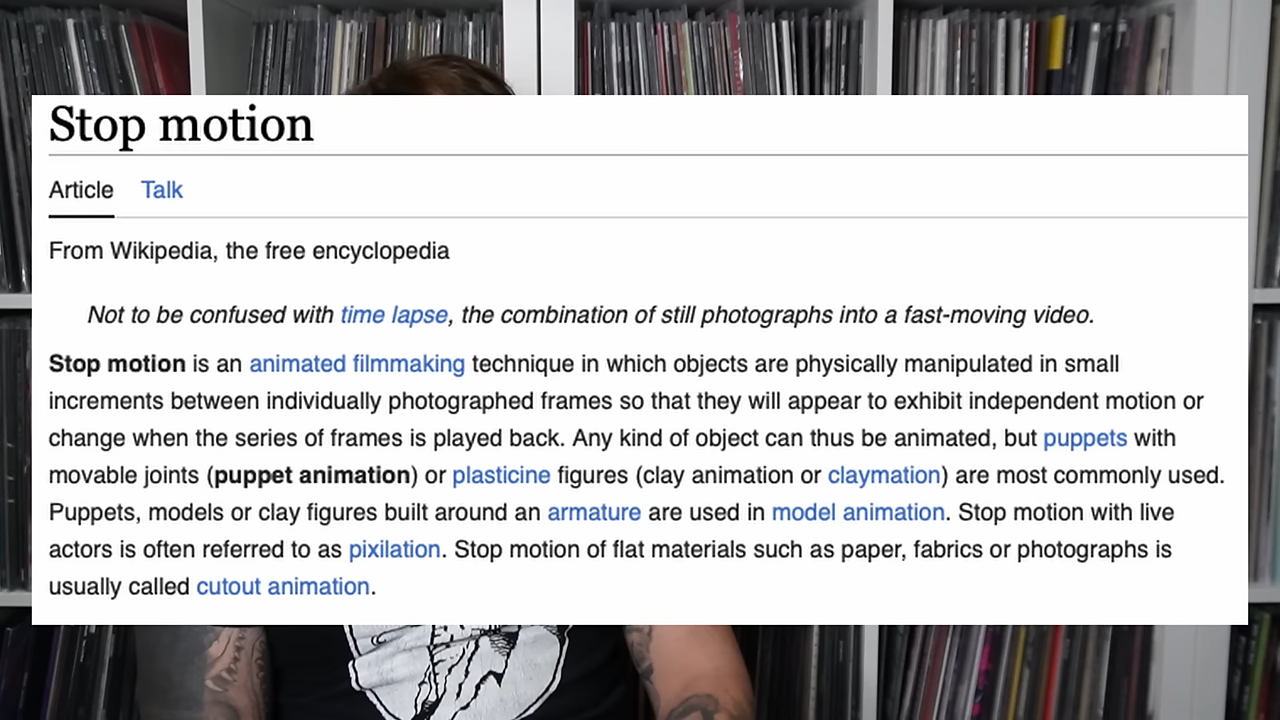 Stop motion
Article Talk
From Wikipedia, the free encyclopedia
Not to be confused with time lapse, the combination of still photographs into a fast-moving video.
Stop motion is an animated filmmaking technique in which objects are physically manipulated in small
increments between individually photographed frames so that they will appear to exhibit independent motion or
change when the series of frames is played back. Any kind of object can thus be animated, but puppets with
movable joints (puppet animation) or plasticine figures (clay animation or claymation) are most commonly used.
Puppets, models or clay figures built around an armature are used in model animation. Stop motion with live
actors is often referred to as pixilation. Stop motion of flat materials such as paper, fabrics or photographs is
usually called cutout animation.